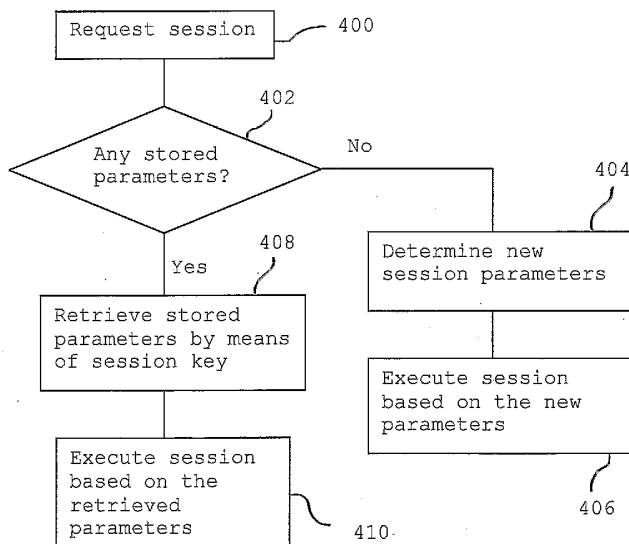 Request session
400
402
Any stored
parameters?
No
404
Determine new
session parameters
Yes
408
Retrieve stored
parameters by means
of session key
Execute session
based on the new
parameters
406
Execute session
based on the
retrieved
parameters
410